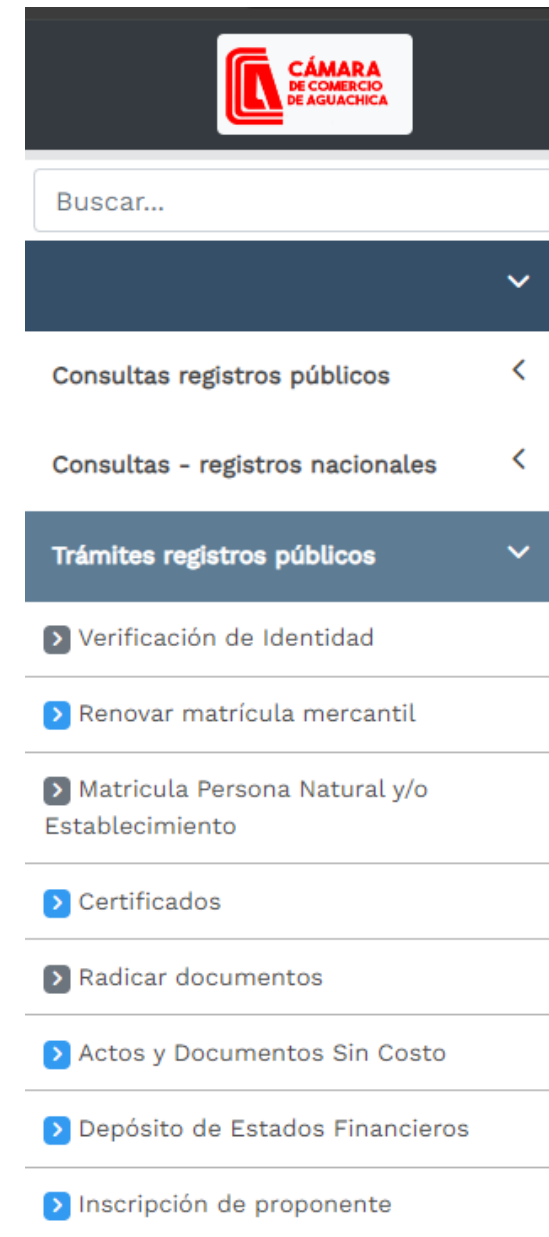 CÁMARA
DE COMERCIO
DE AGUACHICA
Buscar...
Consultas registros públicos
Consultas - registros nacionales
Trámites registros públicos
Verificación de Identidad
Renovar matrícula mercantil
Matricula Persona Natural y/o
Establecimiento
Certificados
Radicar documentos
Actos y Documentos Sin Costo
Depósito de Estados Financieros
Inscripción de proponente